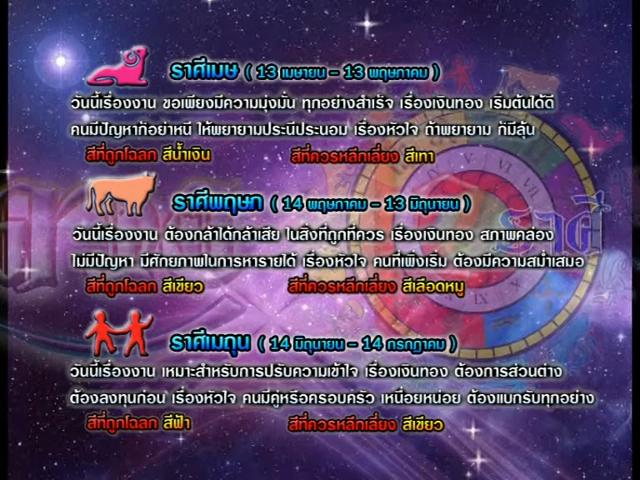 ราศีเมษ ( 13 เมษายน - 13 พฤษภาคม )
วันนี้เรื่องงาน ขอเพียงมีความมุ่งมั่น ทุกอย่างสำเร็จ เรื่องเงินทอง เริ่มต้นได้ดี
คนมีปัญหาก็อย่าหนี ให้พยายามประนีประนอม เรื่องหัวใจ ถ้าพยายาม ก็มีลุ้น
สีที่ถูกโฉลก สีน้ำเงิน สีที่ควรหลีกเลี่ยง สีเทา
ราศีพฤษภ ( 14 พฤษภาคม - 13 มิถุนายน )
วันนี้เรื่องงาน ต้องกล้าได้กล้าเสีย ในสิ่งที่ถูกที่ควร เรื่องเงินทอง สภาพคล่อง
ไม่มีปัญหา มีศักยภาพในการหารายได้ เรื่องหัวใจ คนที่เพิ่งเริ่ม ต้องมีความสม่ำเสมอ
สีที่ถูกโฉลก สีเขียว สีที่ควรหลีกเลี่ยง สีเลือดหมู
ราศีเมถุน ( 14 มิถุนายน - 14 กรกฎาคม )
วันนี้เรื่องงาน เหมาะสำหรับการปรับความเข้าใจ เรื่องเงินทอง ต้องการส่วนต่าง
ต้องลงทุนก่อน เรื่องหัวใจ คนมีคู่หรือครอบครัว เหนื่อยหน่อย ต้องแบกรับทุกอย่าง
สีที่ถูกโฉลก สีฟ้า สีที่ควรหลีกเลี่ยง สีเขียว